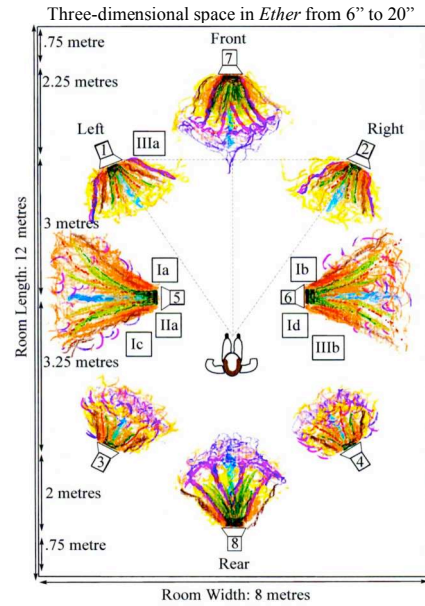 Three-dimensional space in Ether from 6” to 20”
.75 metre
Front
7
2.25 metres
Left
Right
1
IIIa
2
3 metres
Room Length: 12 metres
Ia
Ib
5
6
IIa
Id
Ic
IIIb
3.25 metres
3
4
2 metres
8
.75 metre
Rear
Room Width: 8 metres